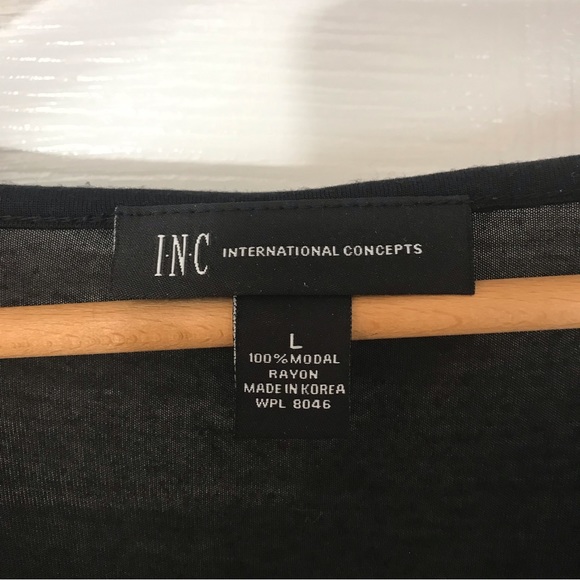 I·N·C INTERNATIONAL CONCEPTS
L
100% MODAL
RAYON
MADE IN KOREA
WPL 8046